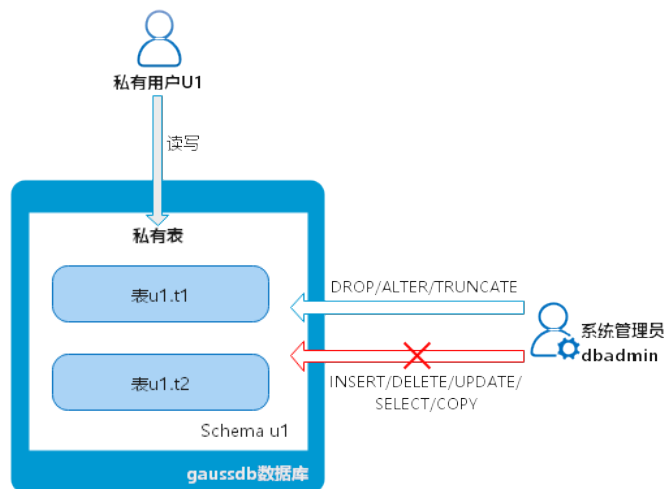 私有用户U1
读写
私有表
表u1.t1
DROP/ALTER/TRUNCATE
系统管理员
dbadmin
表u1.t2
INSERT/DELETE/UPDATE/
SELECT/COPY
Schema u1
gaussdb数据库